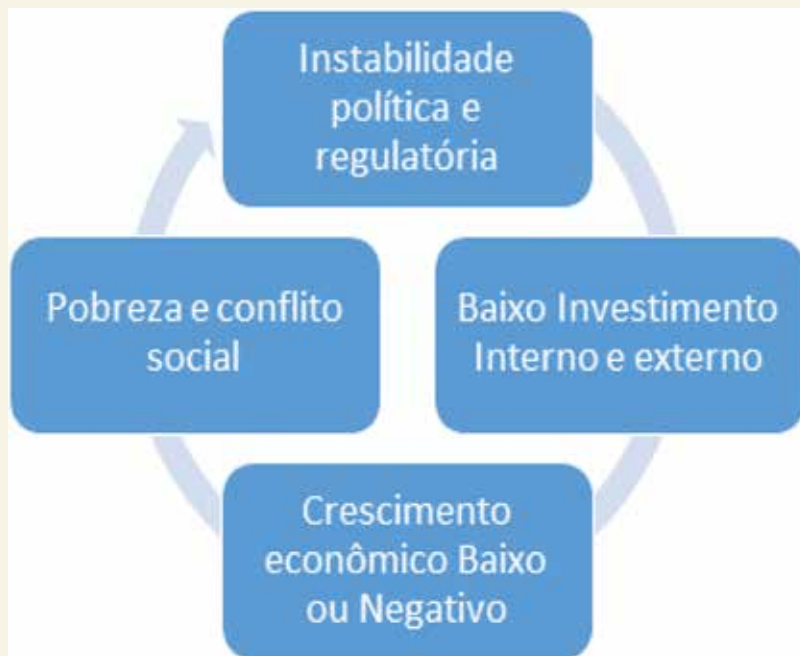 Instabilidade
política e
regulatória
Baixo Investimento
Interno e externo
Crescimento
econômico Baixo
ou Negativo
Pobreza e conflito
social